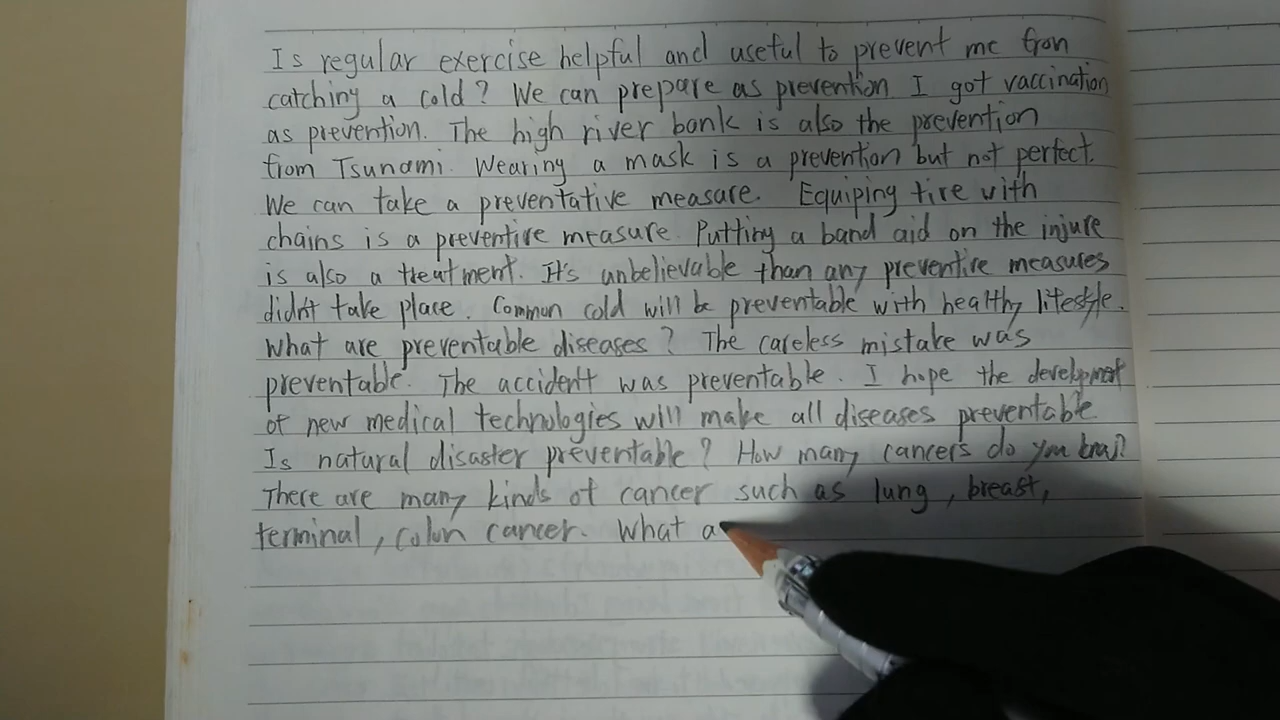 Is regular exercise helpful and useful to prevent me from
catching a cold? We can prepare as prevention. I got vaccination
as prevention. The high river bank is also the prevention
from Tsunami. Wearing a mask is a prevention but not perfect.
We can take a preventative measure. Equiping tire with
chains is a preventive measure. Putting a band aid on the injure
is also a treatment. It's unbelievable than any preventive measures
didn't take place. Common cold will be preventable with healthy lifestyle.
What are preventable diseases? The careless mistake was
preventable. The accident was preventable. I hope the development
of new medical technologies will make all diseases preventable
Is natural disaster preventable? How many cancers do you know?
There are many kinds of cancer such as lung, breast,
terminal, colon cancer. What a